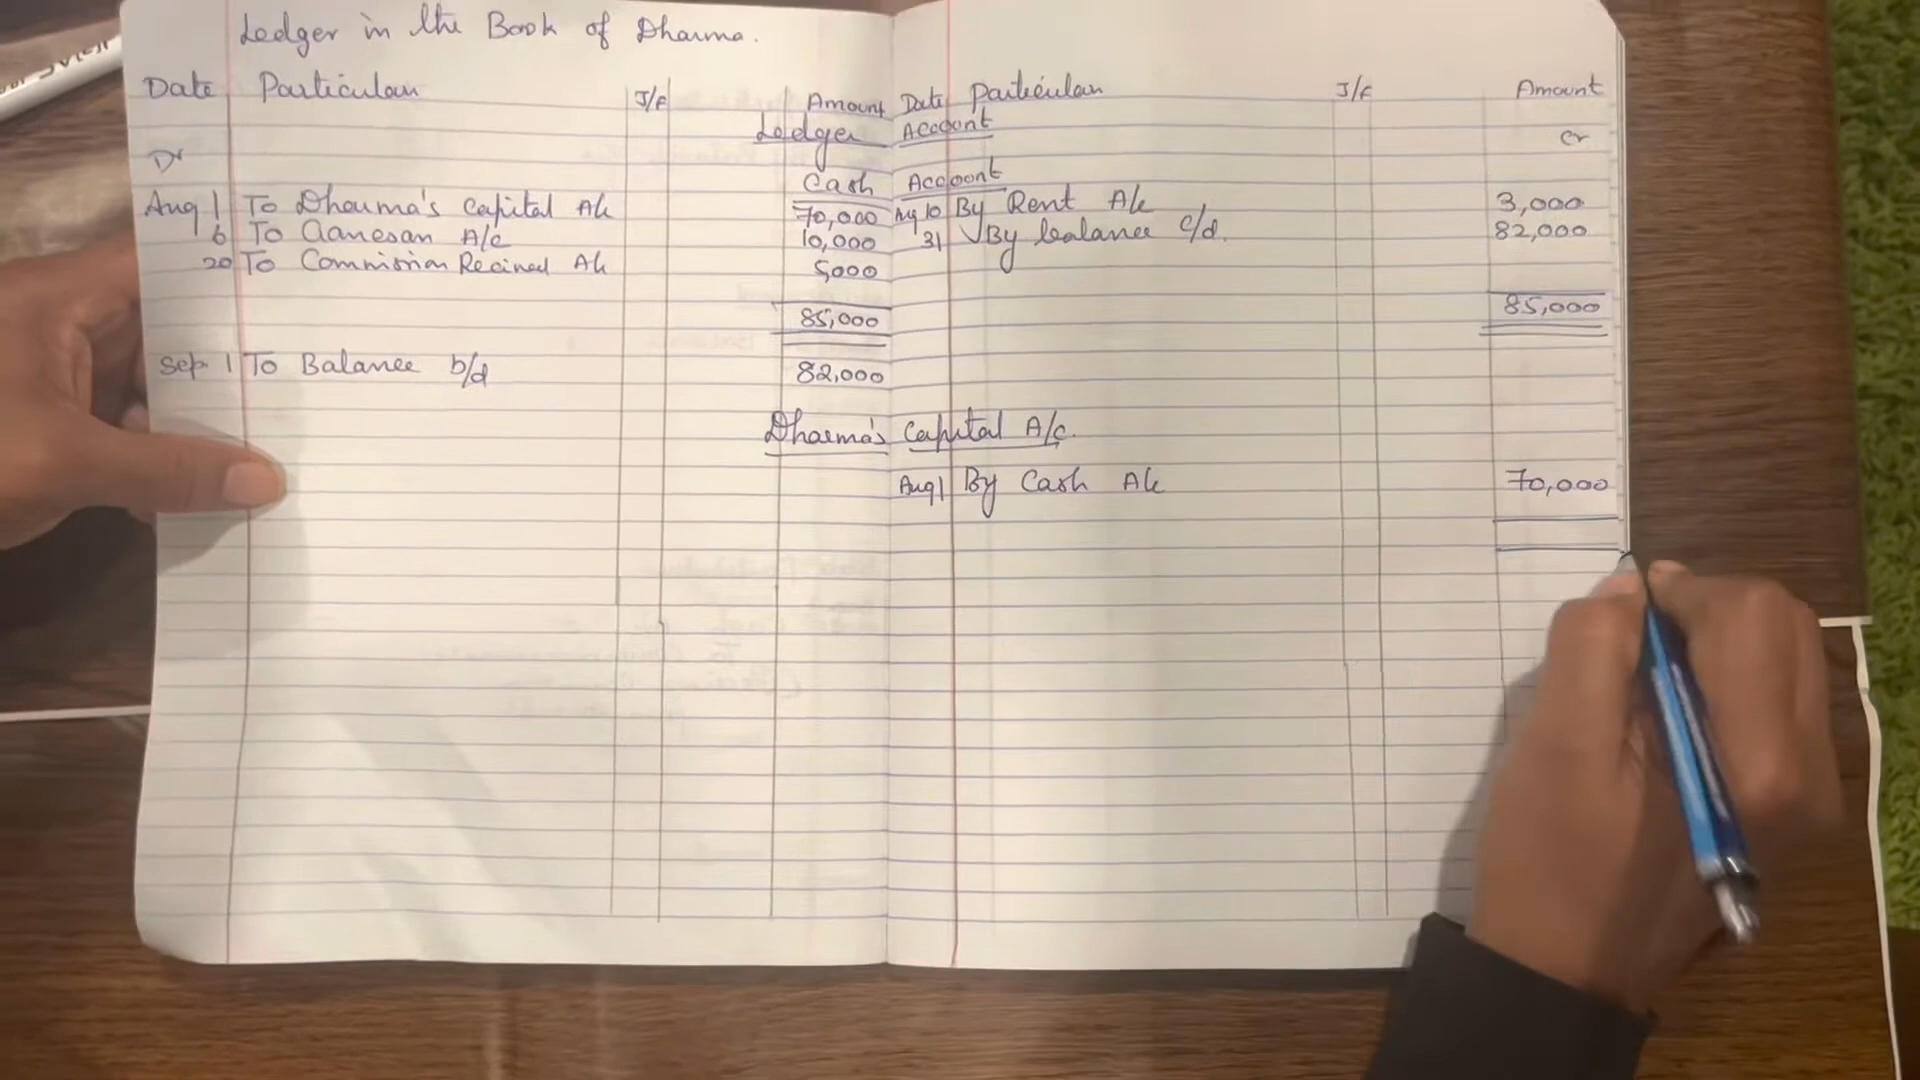 Ledger in the Book of Dharma.
Date Particulars J/F Amount Date Particulars J/F Amount
Ledger Account
Dr Cr
Cash Account
Aug 1 To Dharma's Capital A/c 70,000 Aug 10 By Rent A/c 3,000
6 To Ganesan A/c 10,000 31 By balance c/d. 82,000
20 To Commission Recived A/c 5,000
85,000 85,000
Sep. 1 To Balance b/d 82,000
Dharma's Capital A/c.
Aug 1 By Cash A/c 70,000